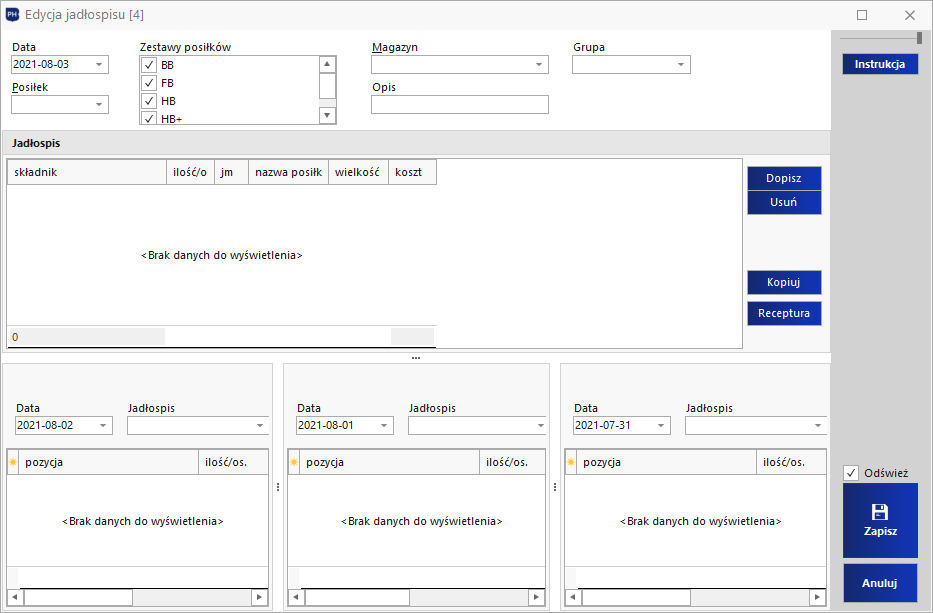 PH+ Edycja jadłospisu [4]
Data
2021-08-03
Posiłek
Zestawy posiłków
BB
FB
HB
HB+
Magazyn
Opis
Grupa
Instrukcja
Jadłospis
składnik ilość/o jm nazwa posiłk wielkość koszt
<Brak danych do wyświetlenia>
0
Dopisz
Usuń
Kopiuj
Receptura
Data Jadłospis
2021-08-02
pozycja ilość/os.
<Brak danych do wyświetlenia>
Data Jadłospis
2021-08-01
pozycja ilość/os.
<Brak danych do wyświetlenia>
Data Jadłospis
2021-07-31
pozycja ilość/os.
<Brak danych do wyświetlenia>
Odśwież
Zapisz
Anuluj